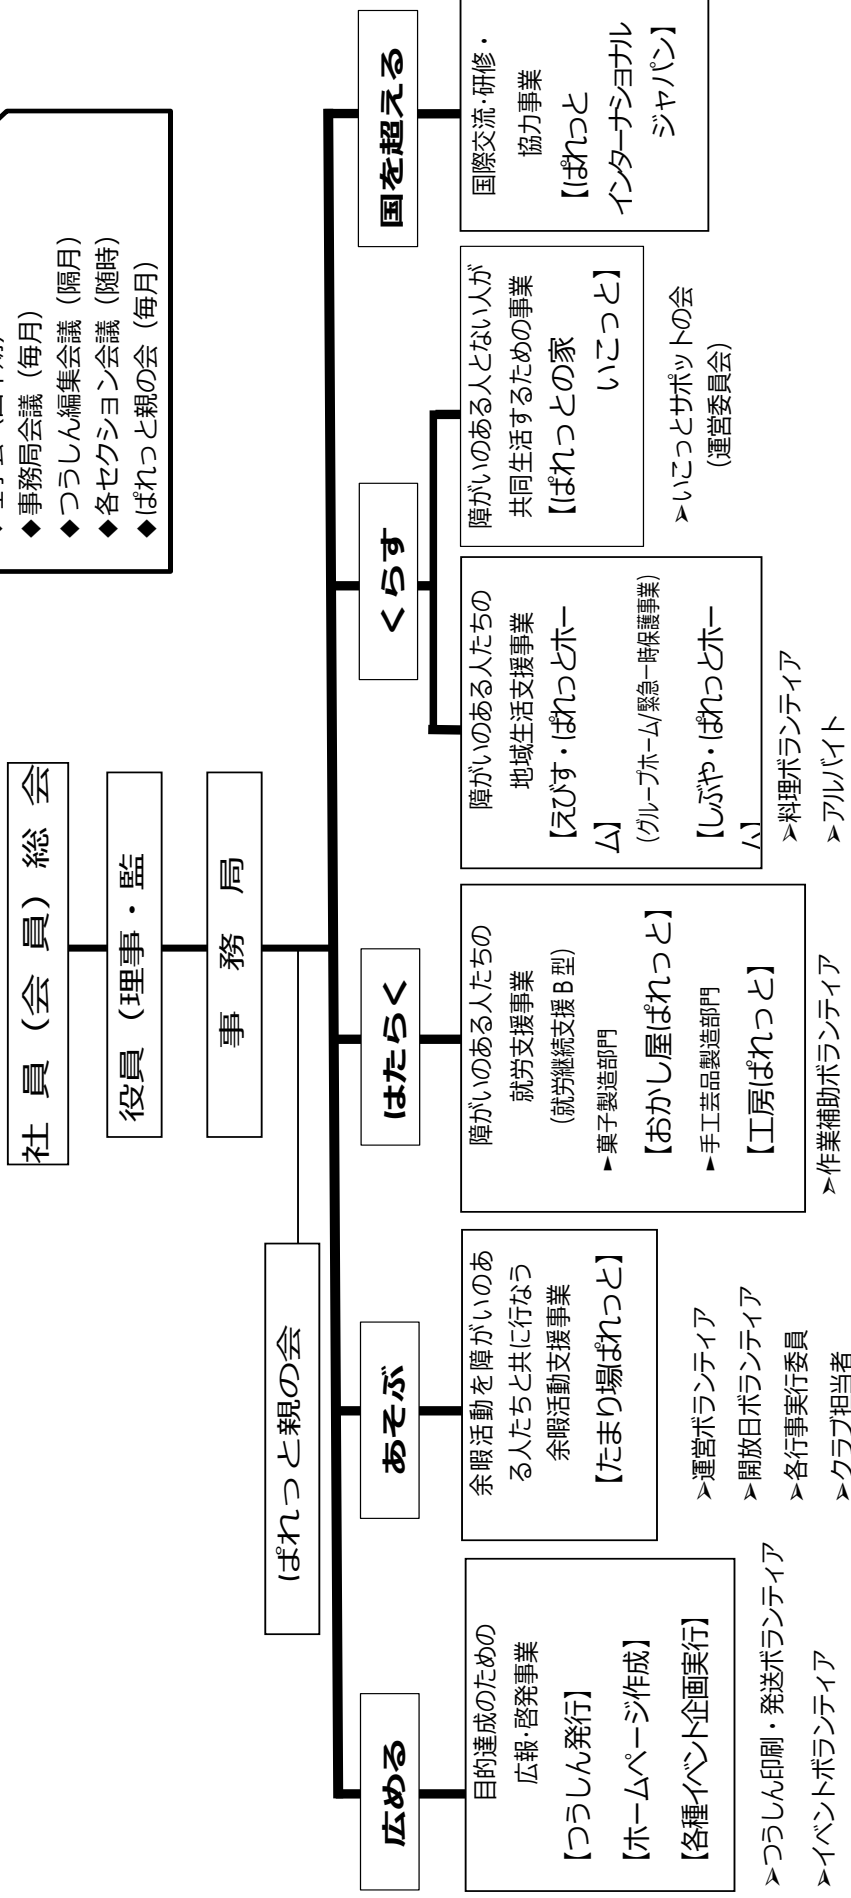 ◆事務局会議（毎月）
◆つうしん編集会議（隔月）
◆各セクション会議（随時）
◆ぱれっと親の会（毎月）
社 員（会 員）総 会
役員（理事・監
事 務 局
ぱれっと親の会
広める
目的達成のための
広報・啓発事業
【つうしん発行】
【ホームページ作成】
【各種イベント企画実行】
➢つうしん印刷・発送ボランティア
➢イベントボランティア
あそぶ
余暇活動を障がいのあ
る人たちと共に行なう
余暇活動支援事業
【たまり場ぱれっと】
➢運営ボランティア
➢開放日ボランティア
➢各行事実行委員
➢クラブ担当者
はたらく
障がいのある人たちの
就労支援事業
（就労継続支援Ｂ型）
►菓子製造部門
【おかし屋ぱれっと】
►手工芸品製造部門
【工房ぱれっと】
➢作業補助ボランティア
くらす
障がいのある人たちの
地域生活支援事業
【えびす・ぱれっとホー
ム】
（グループホーム/緊急一時保護事業）
【しぶや・ぱれっとホー
➢料理ボランティア
➢アルバイト
障がいのある人とない人が
共同生活するための事業
【ぱれっとの家
いこっと】
➢いこっとサポットの会
（運営委員会）
国を超える
国際交流・研修・
協力事業
【ぱれっと
インターナショナル
ジャパン】